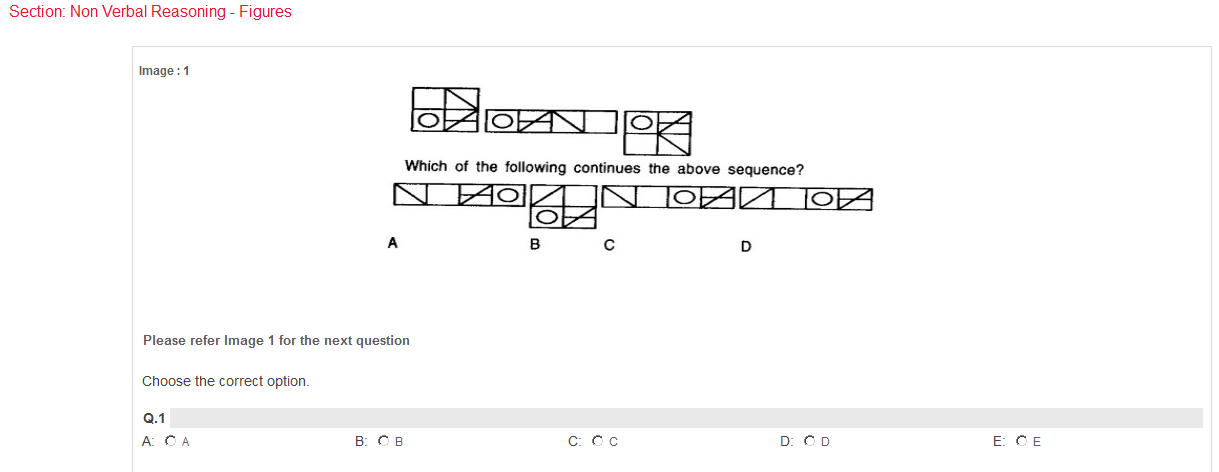 Section: Non Verbal Reasoning - Figures
Image : 1
Which of the following continues the above sequence?
A B C D
Please refer Image 1 for the next question
Choose the correct option.
Q.1
A: A B: B C: C D: D E: E